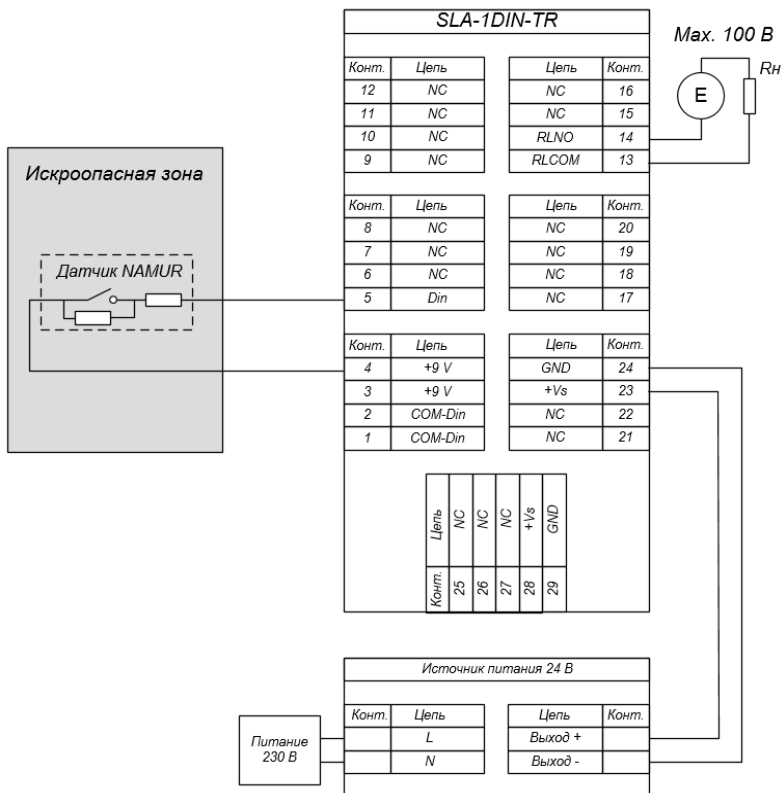 SLA-1DIN-TR
Max. 100 В
Конт. Цепь Цепь Конт.
12 NC NC 16
11 NC NC 15
10 NC RLNO 14
9 NC RLCOM 13
E
Rн
Искроопасная зона
Датчик NAMUR
Конт. Цепь Цепь Конт.
8 NC NC 20
7 NC NC 19
6 NC NC 18
5 Din NC 17
Конт. Цепь Цепь Конт.
4 +9 V GND 24
3 +9 V +Vs 23
2 COM-Din NC 22
1 COM-Din NC 21
Цепь NC NC NC +Vs GND
Конт. 25 26 27 28 29
Источник питания 24 В
Конт. Цепь Цепь Конт.
L Выход +
N Выход -
Питание
230 В